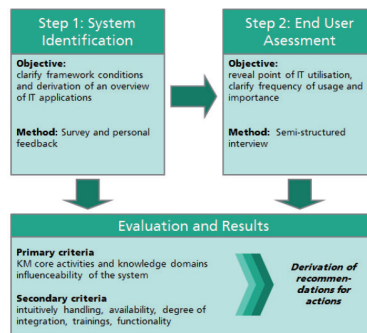 Step 1: System
Identification
Objective:
clarify framework conditions
and derivation of an overview
of IT applications
Method: Survey and personal
feedback
Step 2: End User
Asessment
Objective:
reveal point of IT utilisation,
clarify frequency of usage and
importance
Method: Semi-structured
interview
Evaluation and Results
Primary criteria
KM core activities and knowledge domains
influenceability of the system
Secondary criteria
intuitively handling, availability, degree of
integration, trainings, functionality
Derivation of
recommen-
dations for
actions